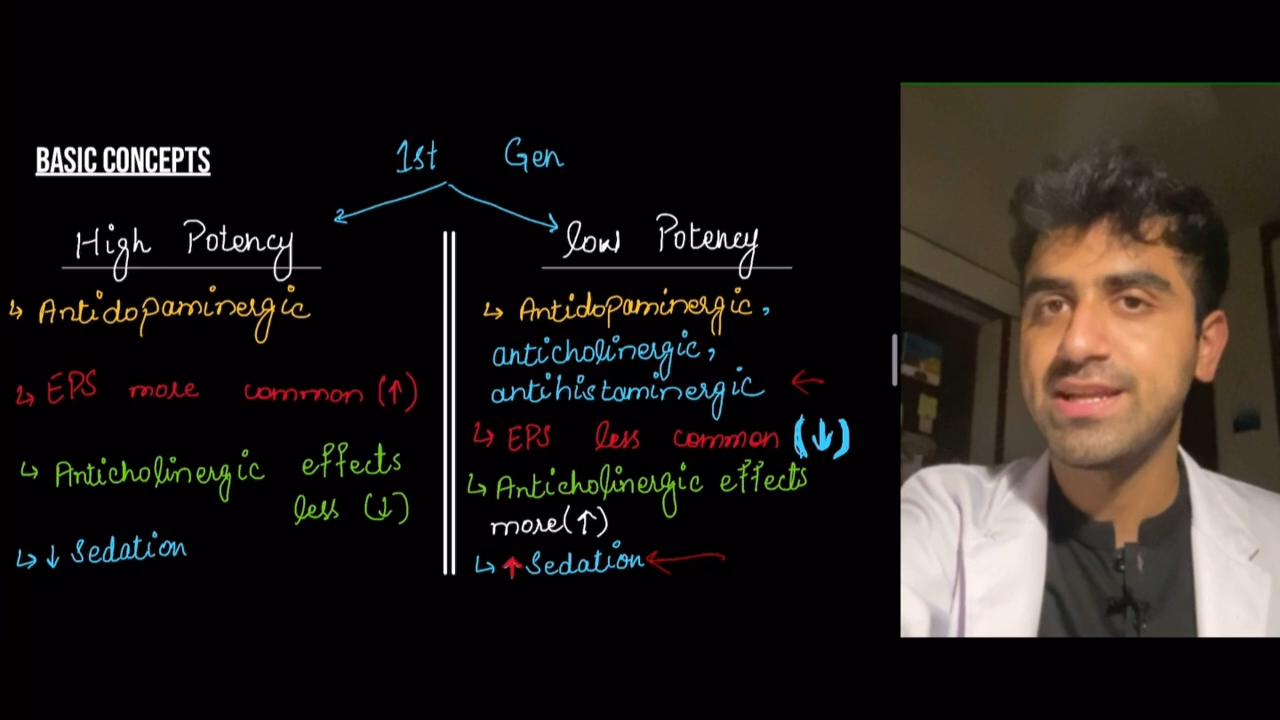 BASIC CONCEPTS
1st Gen
High Potency
↳ Antidopaminergic
↳ EPS more common (↑)
↳ Anticholinergic effects
less (↓)
↳ ↓ Sedation
low Potency
↳ Antidopaminergic,
anticholinergic,
antihistaminergic ←
↳ EPS less common (↓)
↳ Anticholinergic effects
more (↑)
↳ ↑ Sedation ←